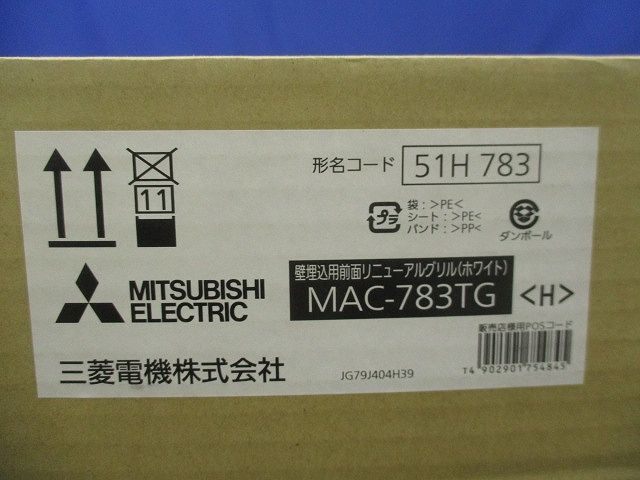 形名コード 51H 783
11
プラ
袋:>PE<
シート:>PE<
バンド:>PP<
ダンボール
MITSUBISHI
ELECTRIC
壁埋込用前面リニューアルグリル(ホワイト)
MAC-783TG <H>
三菱電機株式会社
JG79J404H39
販売店様用POSコード
T4 902901 754845